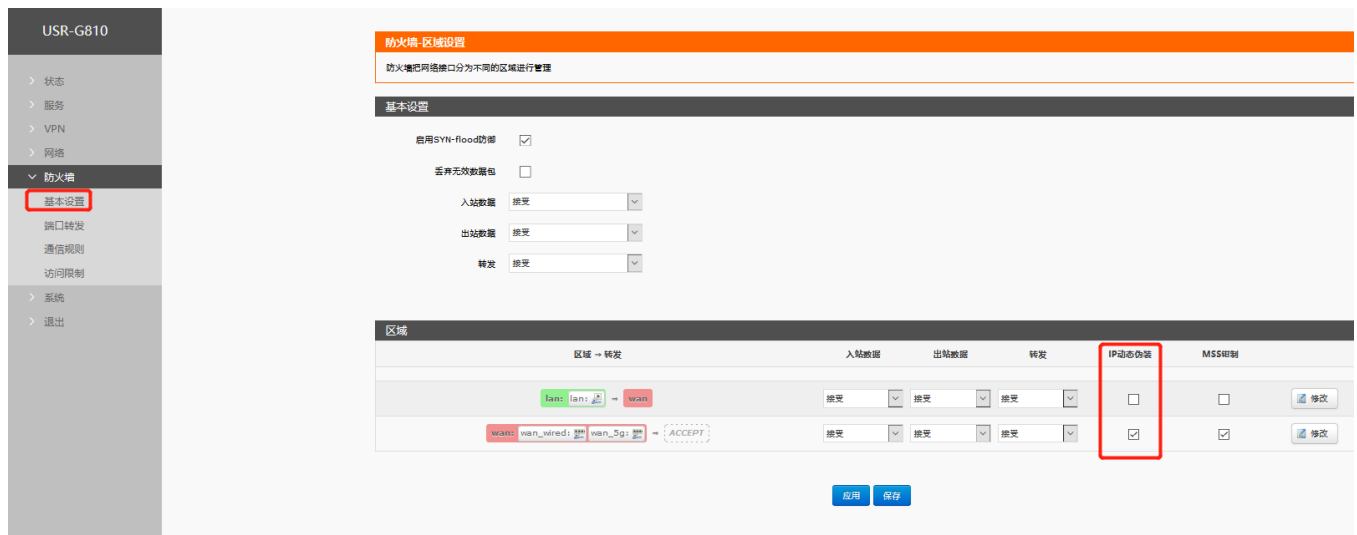 USR-G810
状态
服务
VPN
网络
防火墙
基本设置
端口转发
通信规则
访问限制
系统
退出
防火墙-区域设置
防火墙把网络接口分为不同的区域进行管理
基本设置
启用SYN-flood防御
丢弃无效数据包
入站数据 接受
出站数据 接受
转发 接受
区域
区域 → 转发 入站数据 出站数据 转发 IP动态伪装 MSS钳制
lan: lan: → wan 接受 接受 接受 修改
wan: wan_wired: wan_5g: → ACCEPT 接受 接受 接受 修改
应用 保存